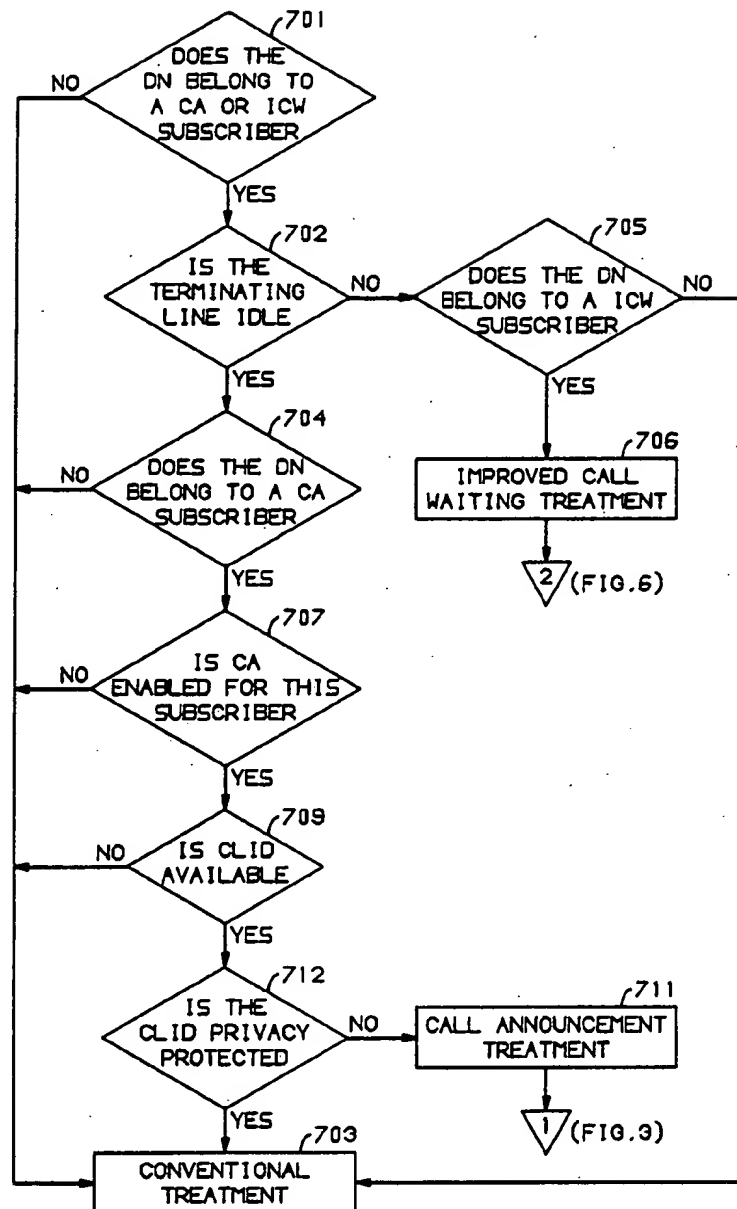 701
DOES THE
DN BELONG TO
A CA OR ICW
SUBSCRIBER
NO
YES
702
IS THE
TERMINATING
LINE IDLE
NO
YES
705
DOES THE DN
BELONG TO A ICW
SUBSCRIBER
NO
YES
704
DOES THE DN
BELONG TO A CA
SUBSCRIBER
NO
YES
706
IMPROVED CALL
WAITING TREATMENT
2 (FIG.6)
707
IS CA
ENABLED FOR THIS
SUBSCRIBER
NO
YES
709
IS CLID
AVAILABLE
NO
YES
712
IS THE
CLID PRIVACY
PROTECTED
NO
YES
711
CALL ANNOUNCEMENT
TREATMENT
1 (FIG.3)
703
CONVENTIONAL
TREATMENT